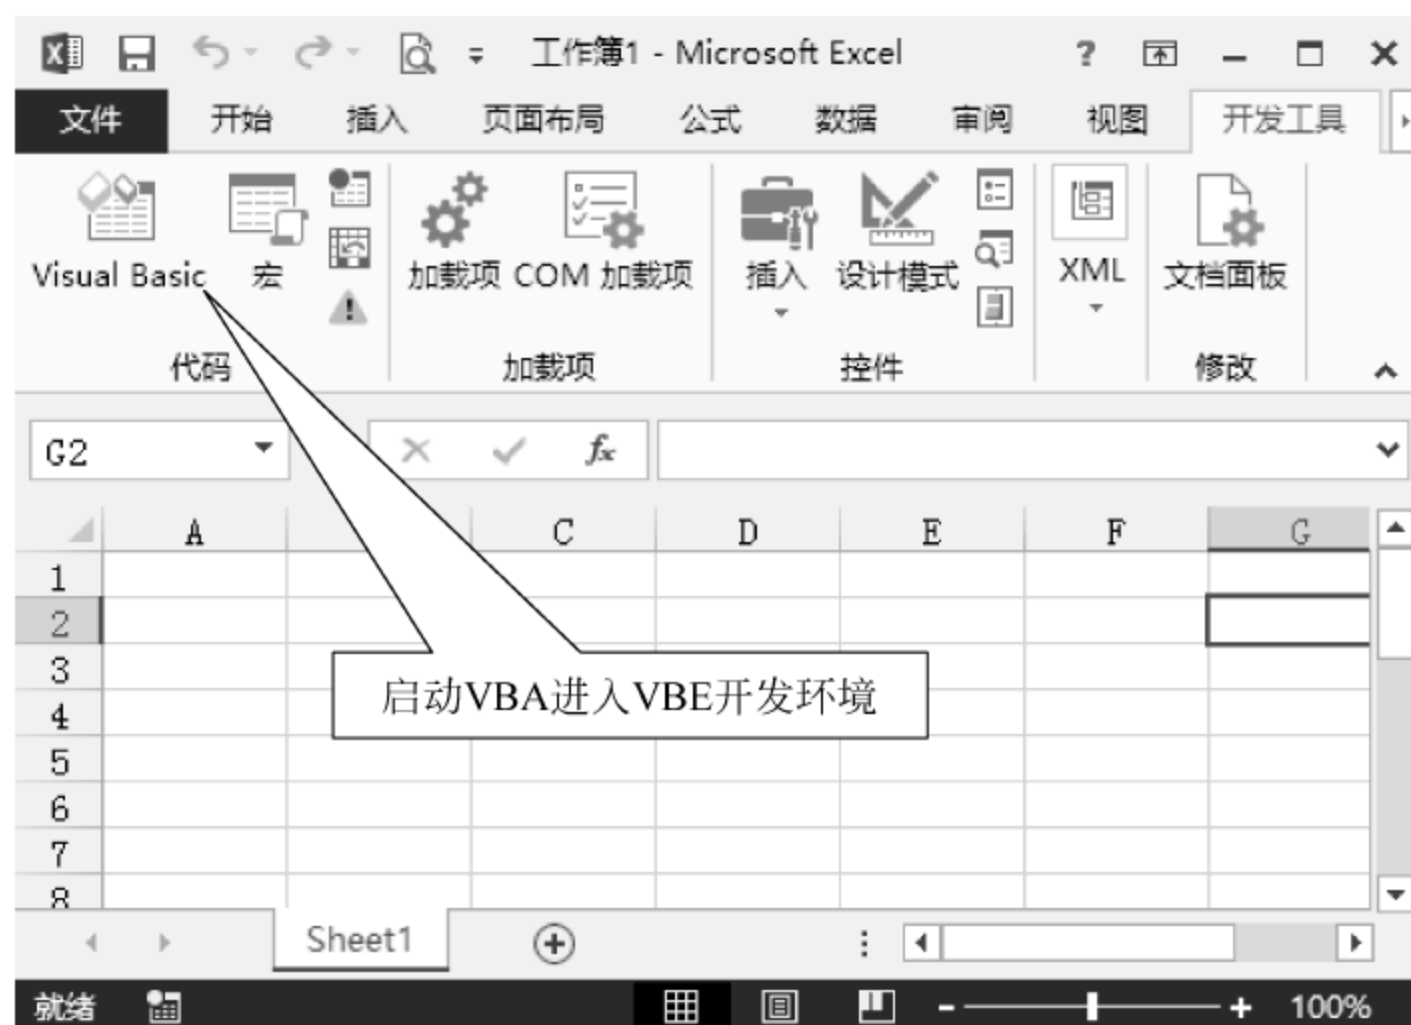 工作簿1 - Microsoft Excel ?
文件 开始 插入 页面布局 公式 数据 审阅 视图 开发工具
Visual Basic 宏 加载项 COM 加载项 插入 设计模式 XML 文档面板
代码 加载项 控件 修改
G2 fx
A C D E F G
1
2
3
启动VBA进入VBE开发环境
4
5
6
7
8
Sheet1
就绪 100%